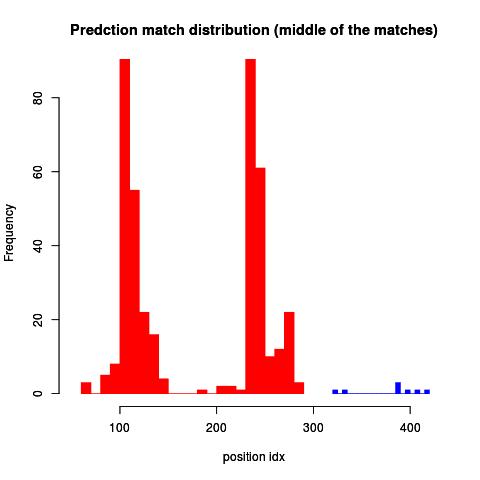 Predction match distribution (middle of the matches)
80
60
40
20
0
Frequency
100 200 300 400
position idx